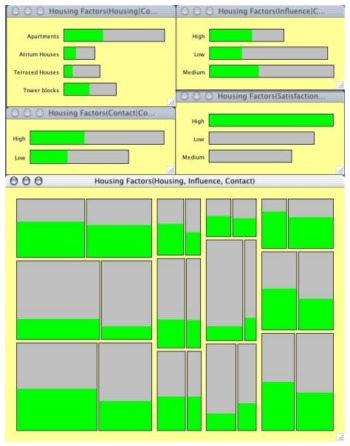 Housing Factors(Housing)Co...
Apartments
Atrium Houses
Terraced Houses
Tower blocks
Housing Factors(Influence)C...
High
Low
Medium
Housing Factors(Contact)Co...
High
Low
Housing Factors(Satisfaction...
High
Low
Medium
Housing Factors(Housing, Influence, Contact)